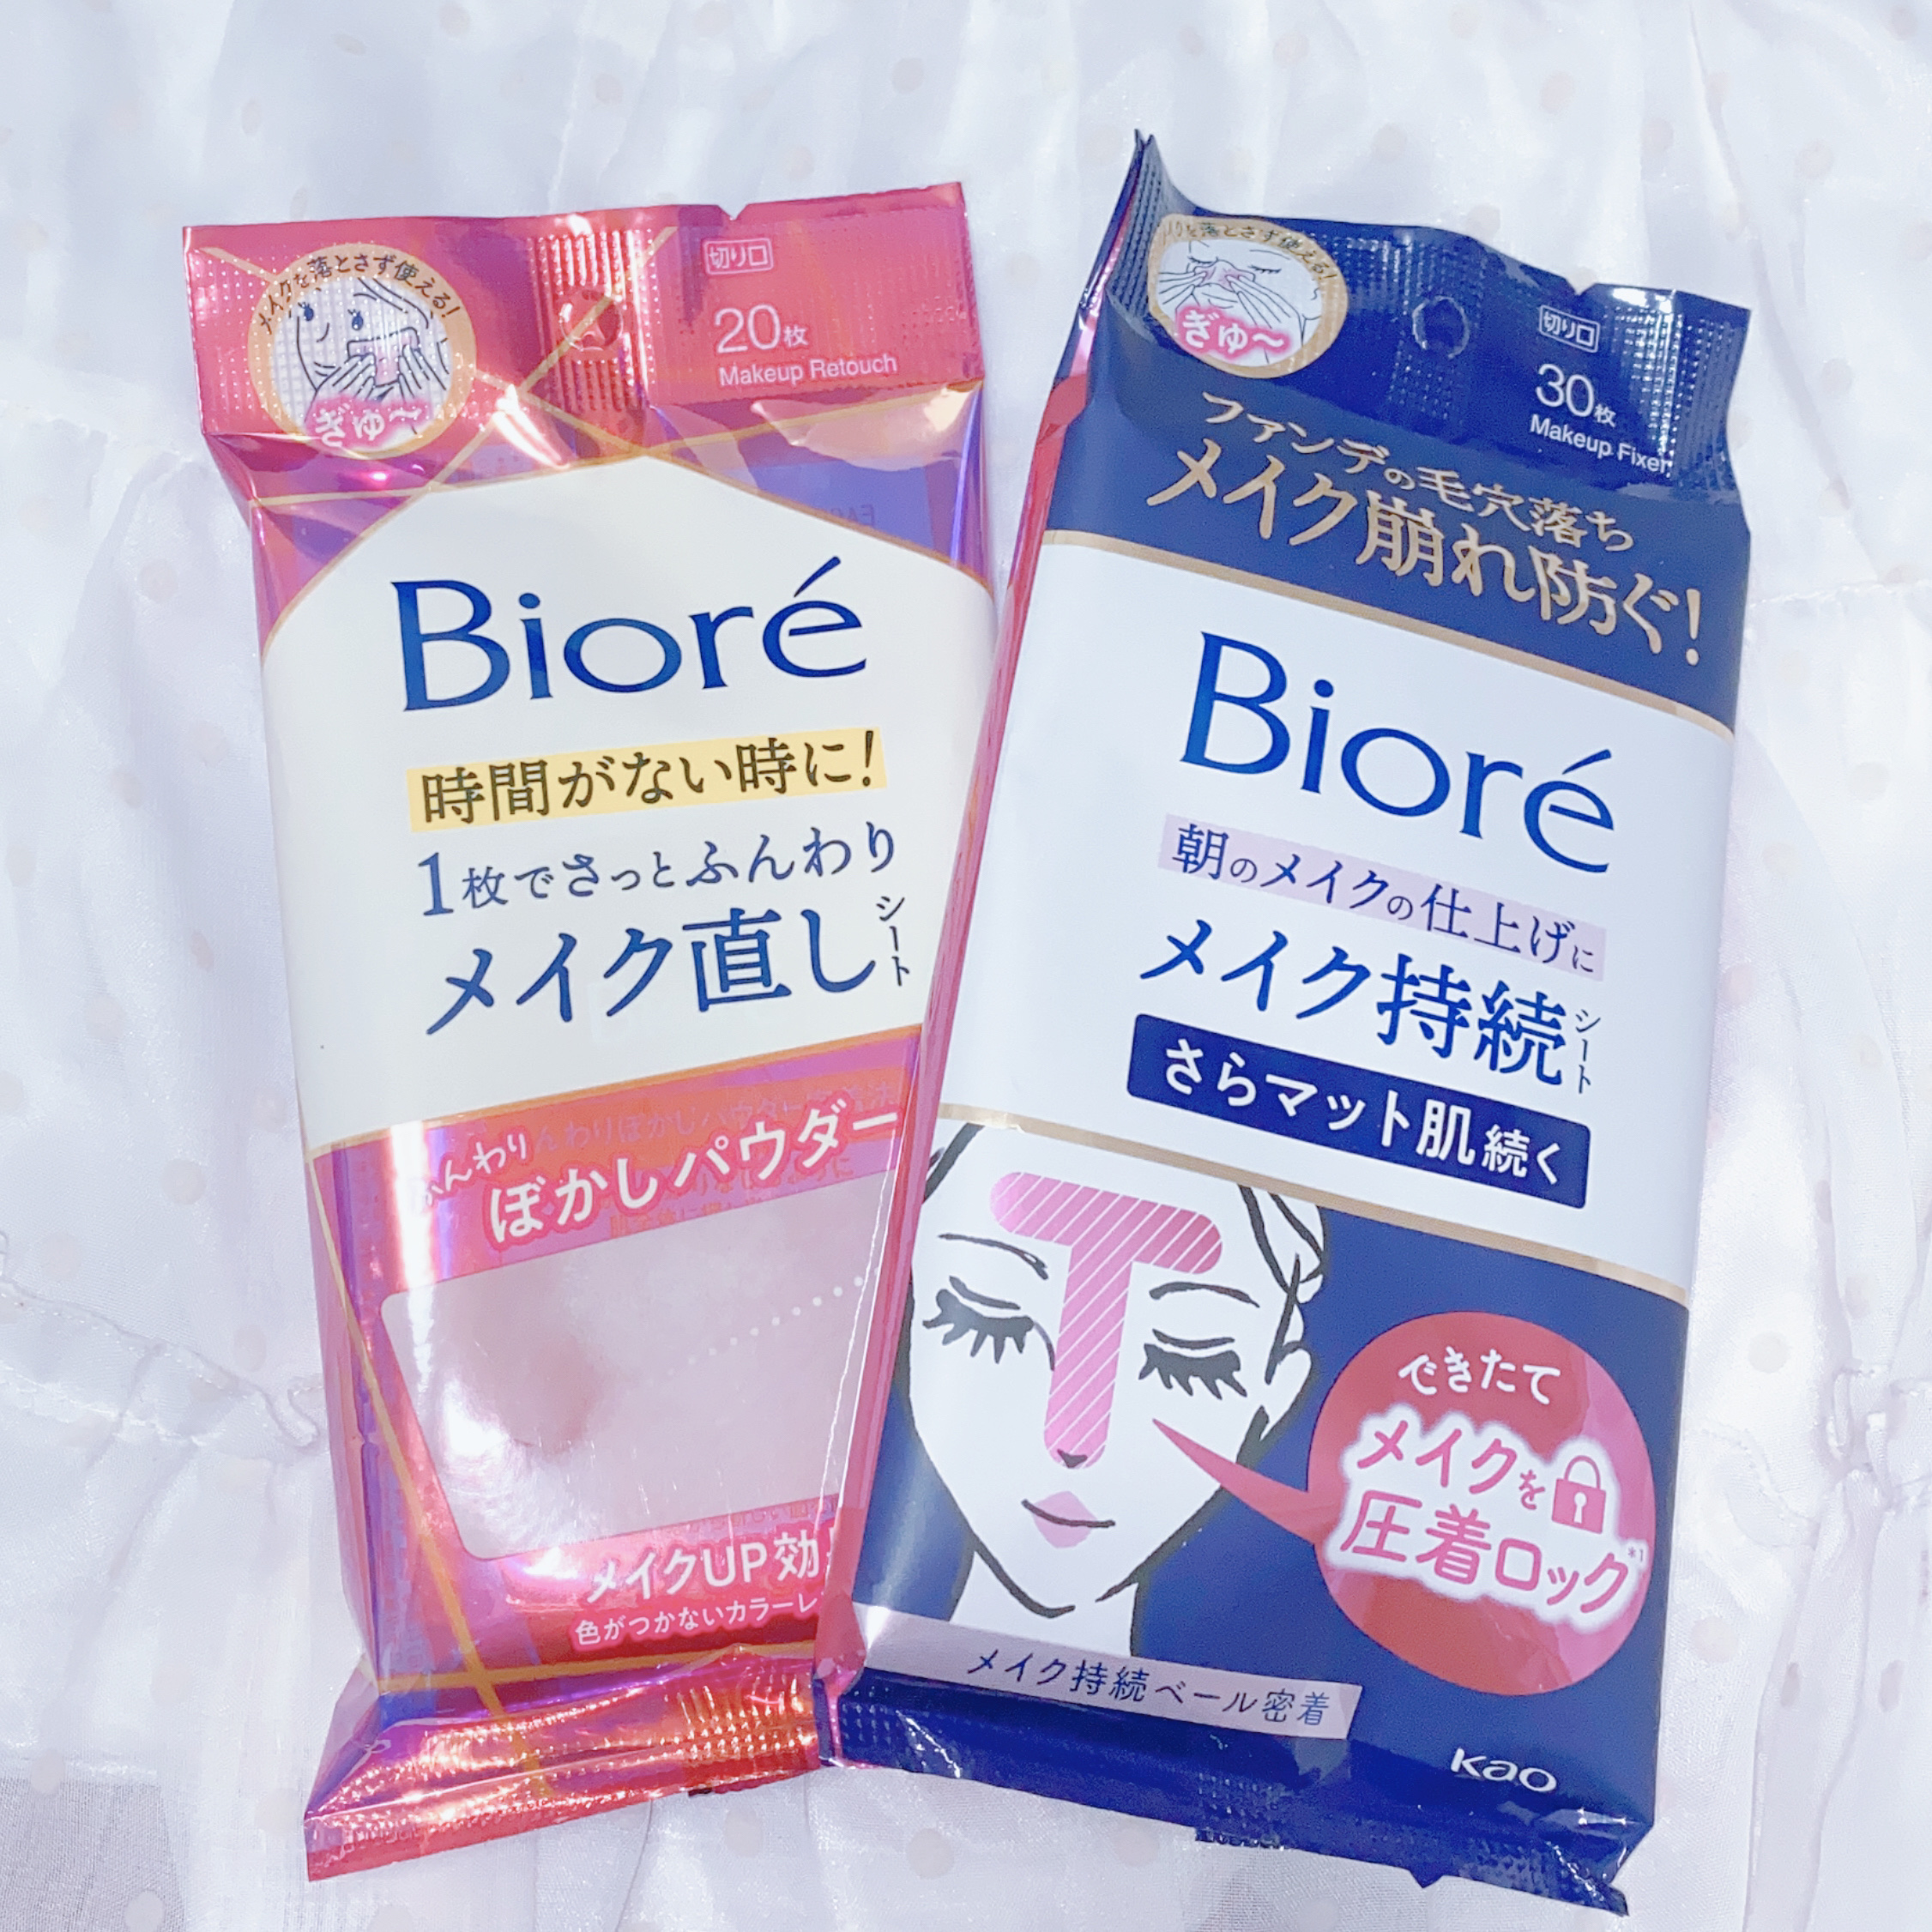 メイクを落とさず使える!
ぎゅ〜
切り口
20枚
Makeup Retouch
Bioré
時間がない時に!
1枚でさっとふんわり
メイク直しシート
ふんわり
ぼかしパウダー
メイクUP効
色がつかないカラーレ
メイクを落とさず使える!
ぎゅ〜
切り口
30枚
Makeup Fixer
ファンデの毛穴落ち
メイク崩れ防ぐ!
Bioré
朝のメイクの仕上げに
メイク持続シート
さらマット肌続く
できたて
メイクを
圧着ロック*1
メイク持続ベール密着
Kao